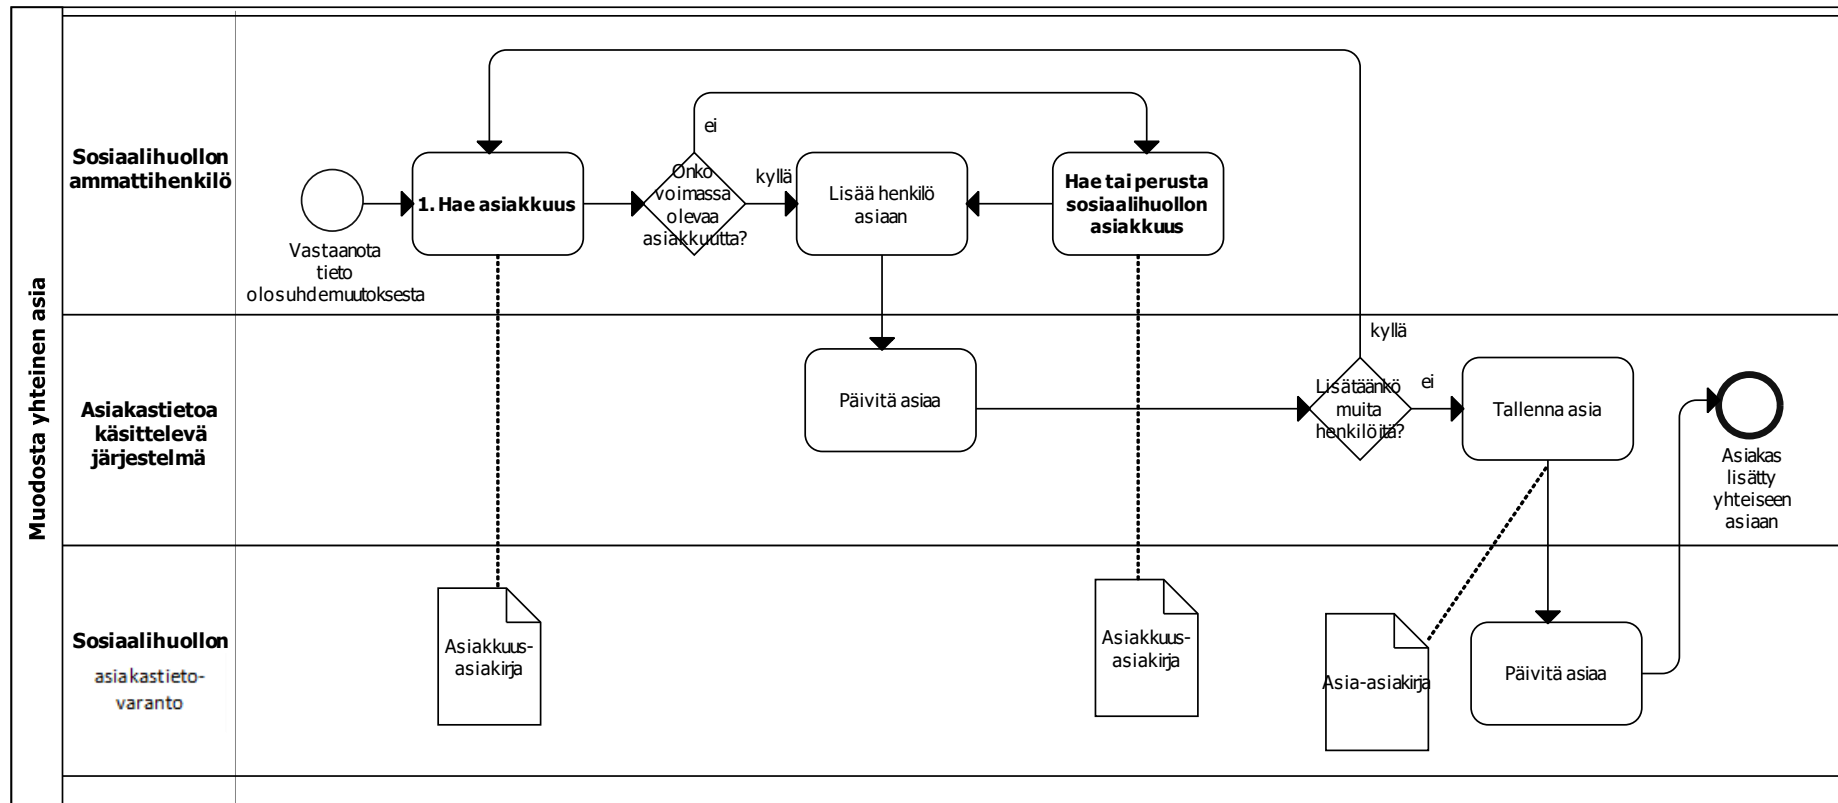 Muodosta yhteinen asia
Sosiaalihuollon
ammattihenkilö
Vastaanota
tieto
olosuhdemuutoksesta
1. Hae asiakkuus
Onko
voimassa
olevaa
asiakkuutta?
ei
kyllä
Lisää henkilö
asiaan
Hae tai perusta
sosiaalihuollon
asiakkuus
Asiakastietoa
käsittelevä
järjestelmä
Päivitä asiaa
kyllä
Lisätäänkö
muita
henkilöitä?
ei
Tallenna asia
Asiakas
lisätty
yhteiseen
asiaan
Sosiaalihuollon
asiakastieto-
varanto
Asiakkuus-
asiakirja
Asiakkuus-
asiakirja
Asia-asiakirja
Päivitä asiaa